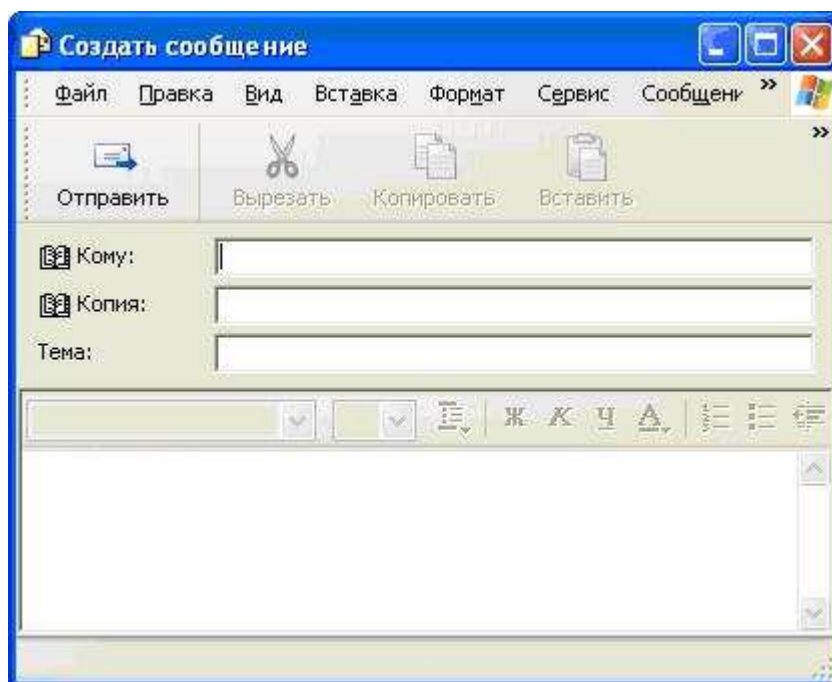 Создать сообщение
Файл Правка Вид Вставка Формат Сервис Сообщени »
»
Отправить Вырезать Копировать Вставить
Кому:
Копия:
Тема:
Ж К Ч А